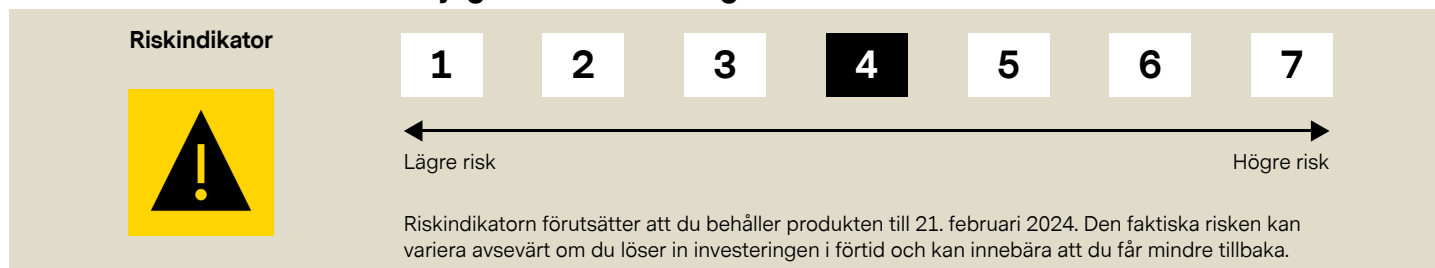 Riskindikator
1 2 3 4 5 6 7
Lägre risk Högre risk
Riskindikatorn förutsätter att du behåller produkten till 21. februari 2024. Den faktiska risken kan
variera avsevärt om du löser in investeringen i förtid och kan innebära att du får mindre tillbaka.